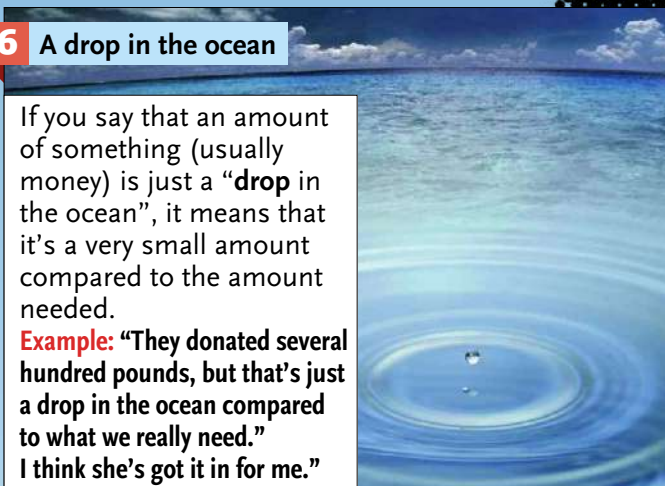 6 A drop in the ocean
If you say that an amount
of something (usually
money) is just a “drop in
the ocean”, it means that
it’s a very small amount
compared to the amount
needed.
Example: “They donated several
hundred pounds, but that’s just
a drop in the ocean compared
to what we really need.”
I think she’s got it in for me.”